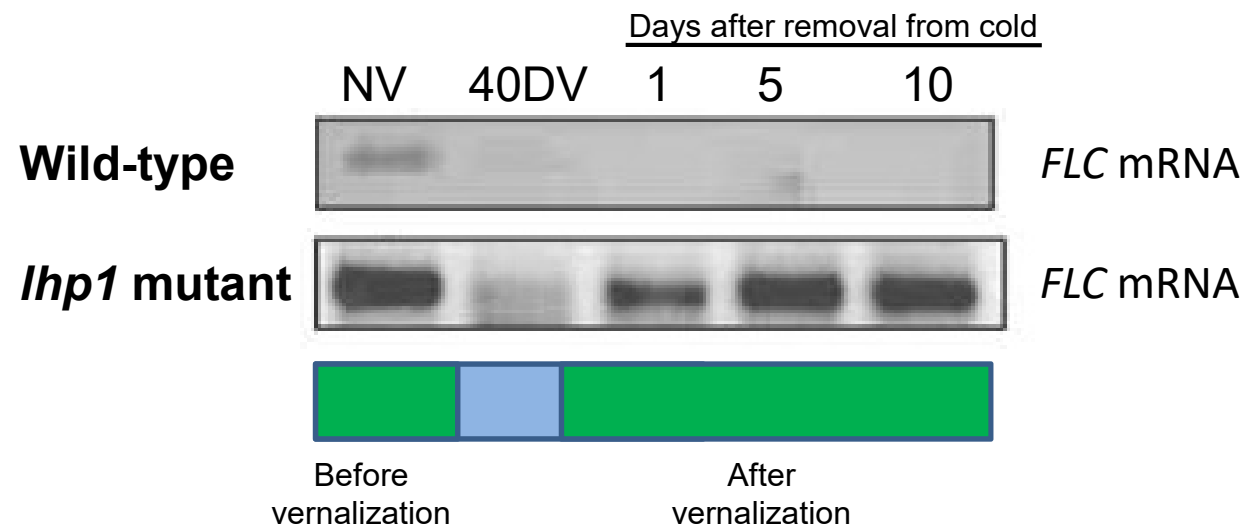 Days after removal from cold
NV 40DV 1 5 10
Wild-type FLC mRNA
lhp1 mutant FLC mRNA
Before After
vernalization vernalization